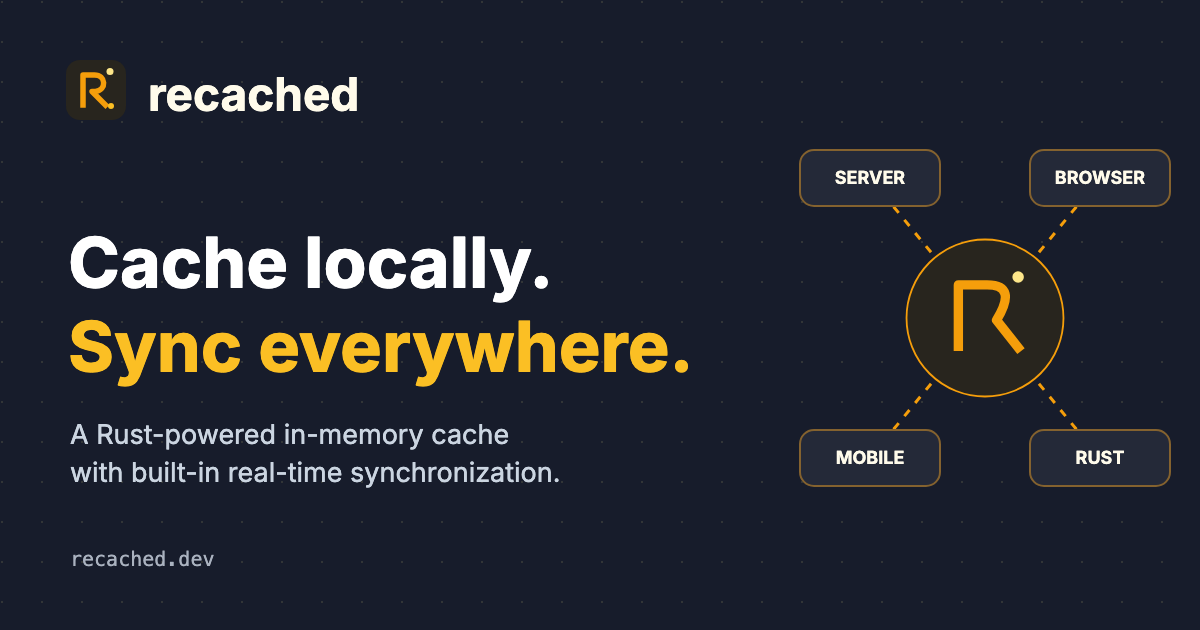 recached
Cache locally.
Sync everywhere.
A Rust-powered in-memory cache
with built-in real-time synchronization.
recached.dev
SERVER
BROWSER
R
MOBILE
RUST